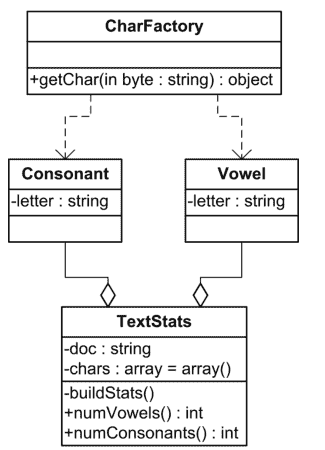 CharFactory
+getChar(in byte : string) : object
Consonant
-letter : string
Vowel
-letter : string
TextStats
-doc : string
-chars : array = array()
-buildStats()
+numVowels() : int
+numConsonants() : int